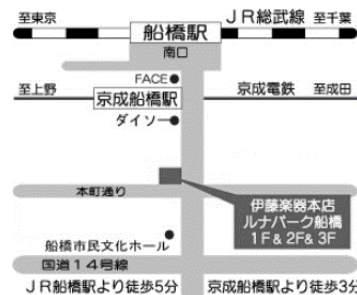 至東京
船橋駅
JR総武線
至千葉
南口
FACE
至上野
京成船橋駅
京成電鉄
至成田
ダイソー
本町通り
伊藤楽器本店
ルナパーク船橋
1F&2F&3F
船橋市民文化ホール
国道14号線
JR船橋駅より徒歩5分
京成船橋駅より徒歩3分